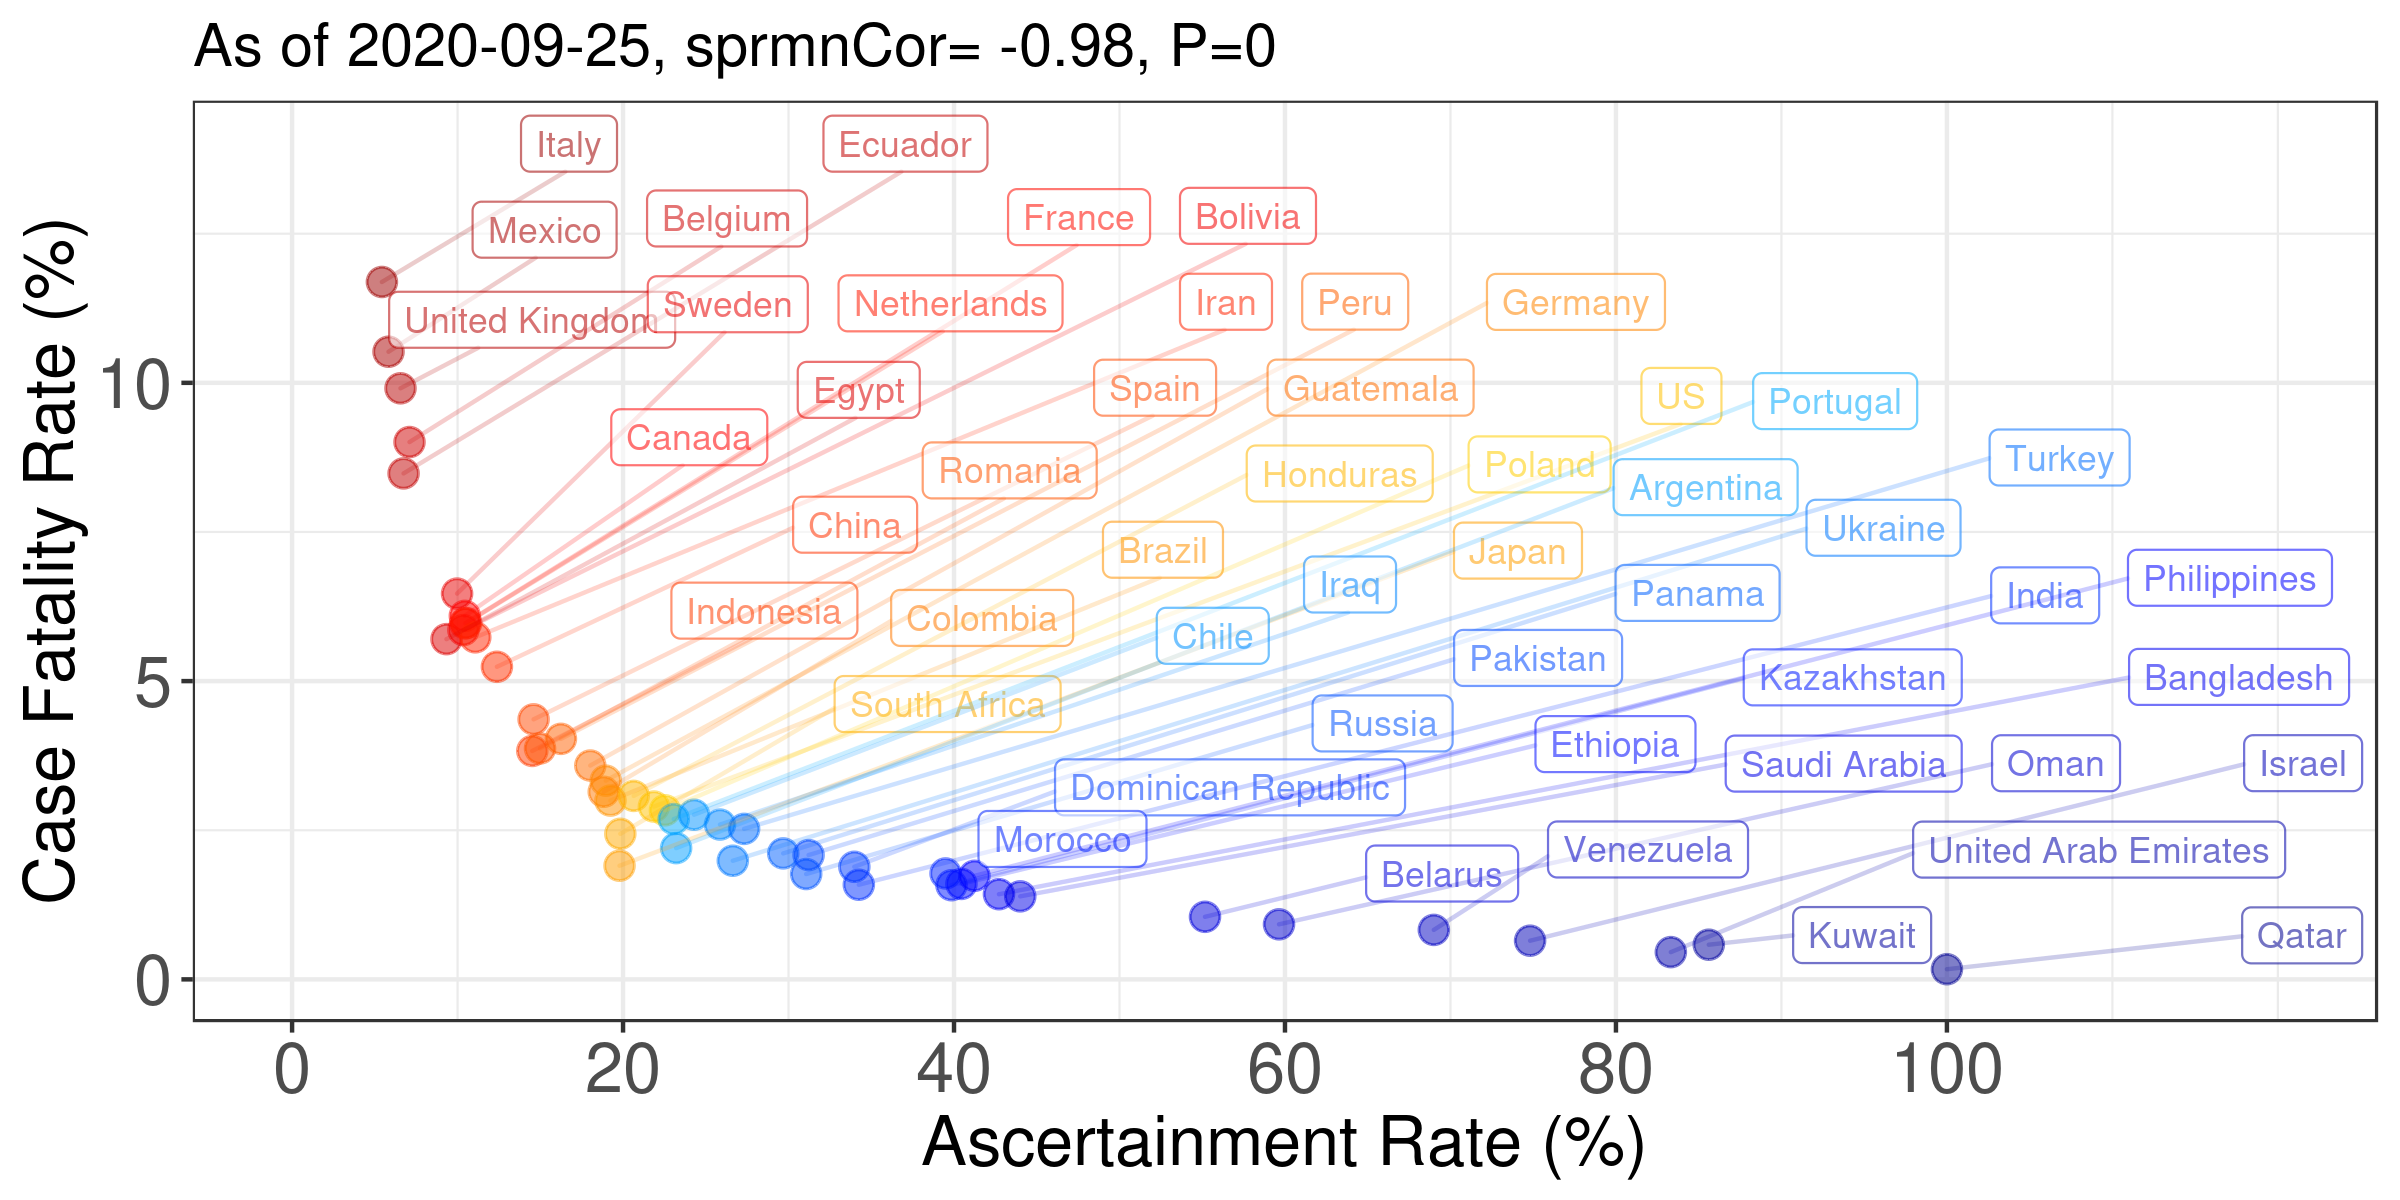 As of 2020-09-25, sprmnCor= -0.98, P=0
Italy
Ecuador
Mexico
Belgium
France
Bolivia
United Kingdom
Sweden
Netherlands
Iran
Peru
Germany
Egypt
Spain
Guatemala
US
Portugal
Canada
Romania
Honduras
Poland
Argentina
Turkey
China
Brazil
Japan
Ukraine
Indonesia
Colombia
Chile
Iraq
Panama
India
Philippines
South Africa
Russia
Pakistan
Kazakhstan
Bangladesh
Dominican Republic
Ethiopia
Saudi Arabia
Oman
Israel
Morocco
Belarus
Venezuela
United Arab Emirates
Kuwait
Qatar
Case Fatality Rate (%)
10
5
0
0 20 40 60 80 100
Ascertainment Rate (%)